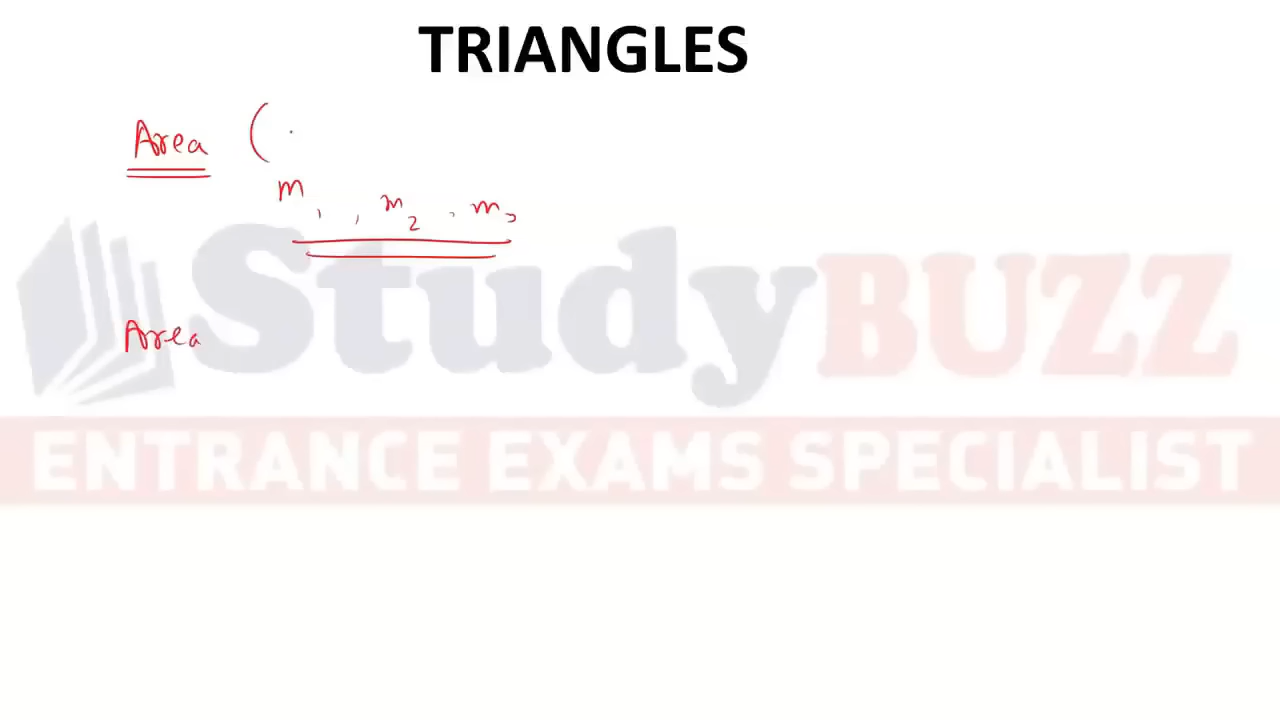 TRIANGLES
Area (
m1, m2, m3
StudyBUZZ
Area
ENTRANCE EXAMS SPECIALIST